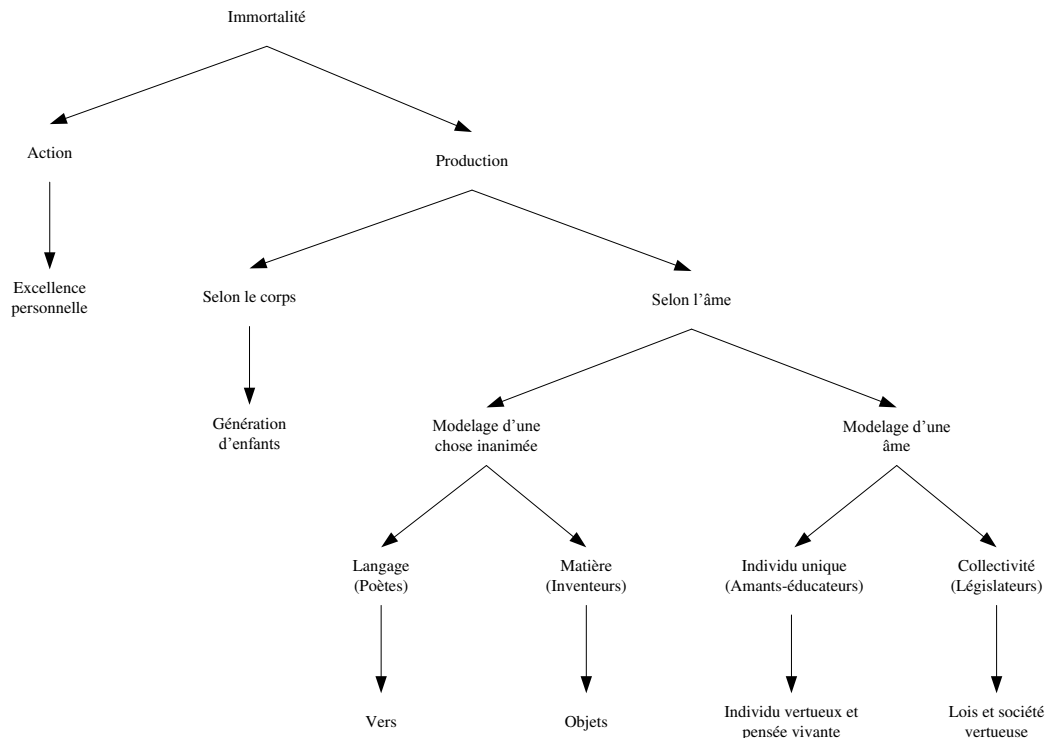 Immortalité
Action
Production
Excellence
personnelle
Selon le corps
Selon l’âme
Génération
d’enfants
Modelage d’une
chose inanimée
Modelage d’une
âme
Langage
(Poètes)
Matière
(Inventeurs)
Individu unique
(Amants-éducateurs)
Collectivité
(Législateurs)
Vers
Objets
Individu vertueux et
pensée vivante
Lois et société
vertueuse